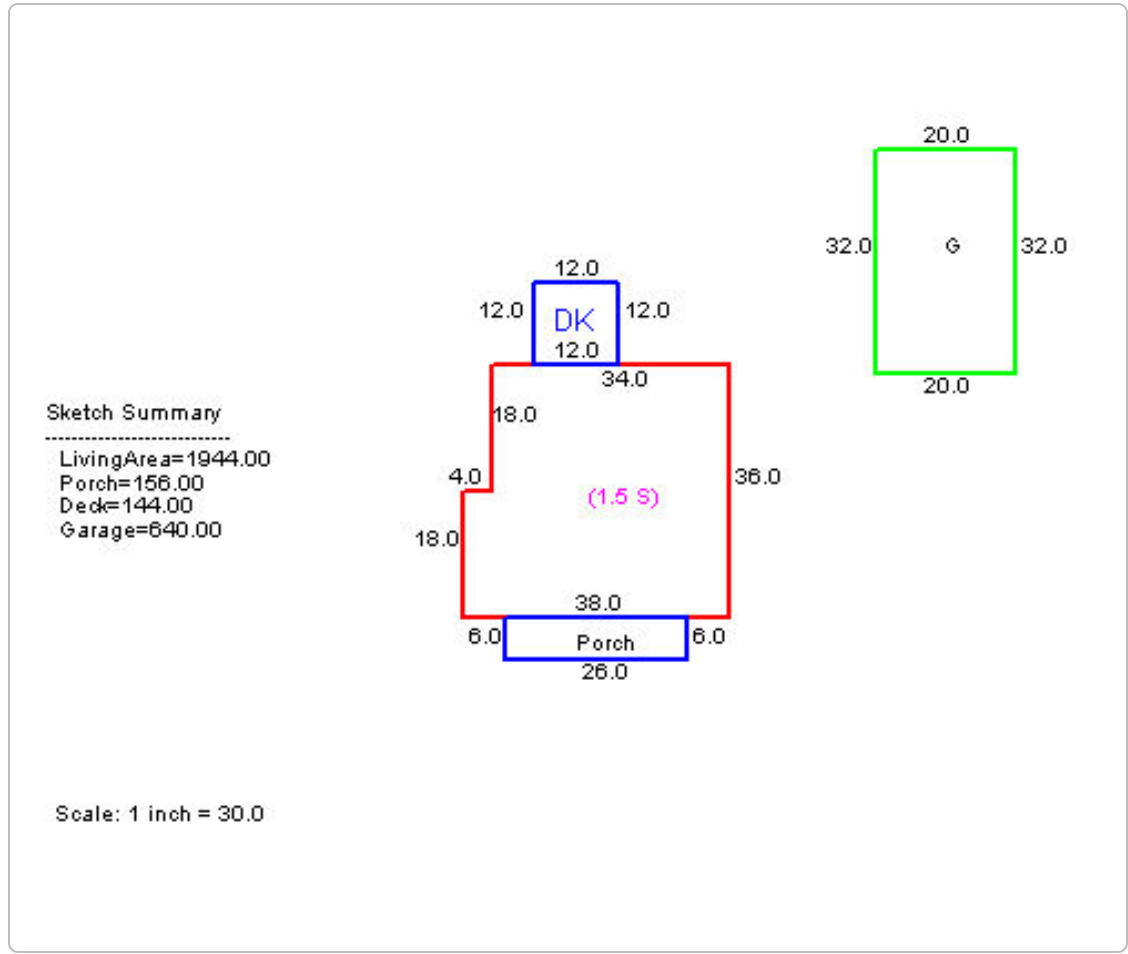 20.0
32.0 G 32.0
20.0
12.0
12.0 DK 12.0
12.0
34.0
18.0
4.0
36.0
(1.5 S)
18.0
38.0
6.0 Porch 6.0
26.0
Sketch Summary
----------------------------
LivingArea=1944.00
Porch=156.00
Deck=144.00
Garage=640.00
Scale: 1 inch = 30.0